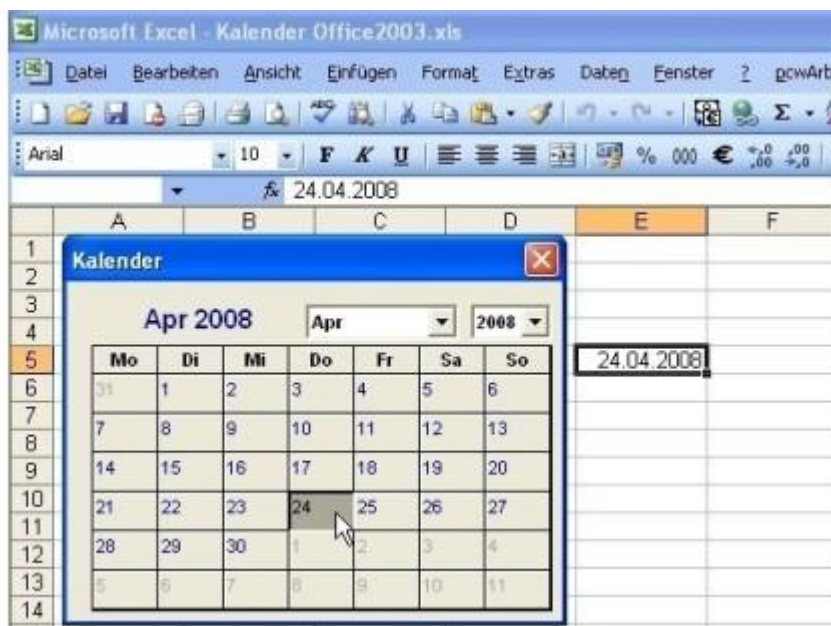 Microsoft Excel - Kalender Office2003.xls
Datei Bearbeiten Ansicht Einfügen Format Extras Daten Fenster ? pcwArb
Arial 10 F K U % 000 €
24.04.2008
A B C D E F
1
Kalender
2
3
Apr 2008 Apr 2008
4
5 Mo Di Mi Do Fr Sa So 24.04.2008
6 31 1 2 3 4 5 6
7
7 8 9 10 11 12 13
8
9 14 15 16 17 18 19 20
10
21 22 23 24 25 26 27
11
12 28 29 30 1 2 3 4
13 5 6 7 8 9 10 11
14